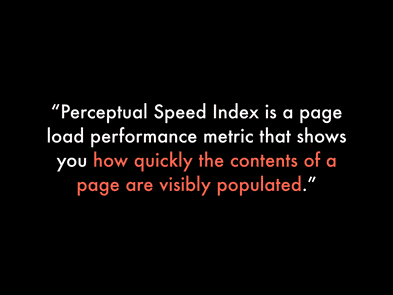 “Perceptual Speed Index is a page
load performance metric that shows
you how quickly the contents of a
page are visibly populated.”